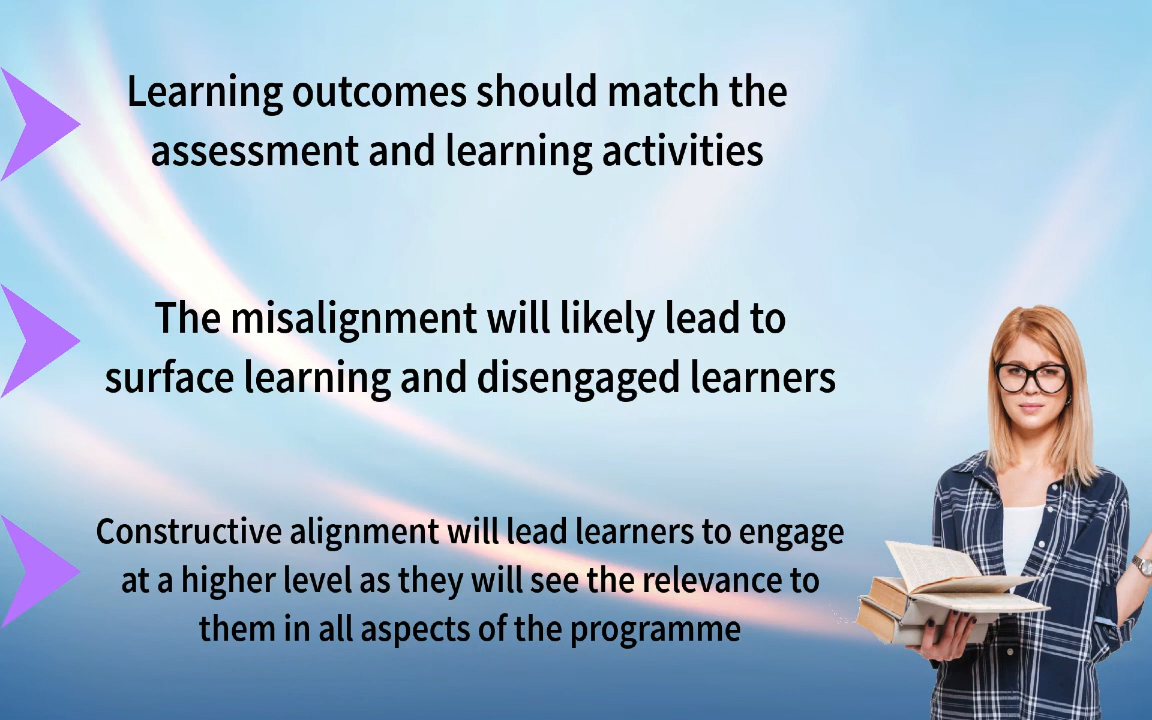 Learning outcomes should match the
assessment and learning activities
The misalignment will likely lead to
surface learning and disengaged learners
Constructive alignment will lead learners to engage
at a higher level as they will see the relevance to
them in all aspects of the programme